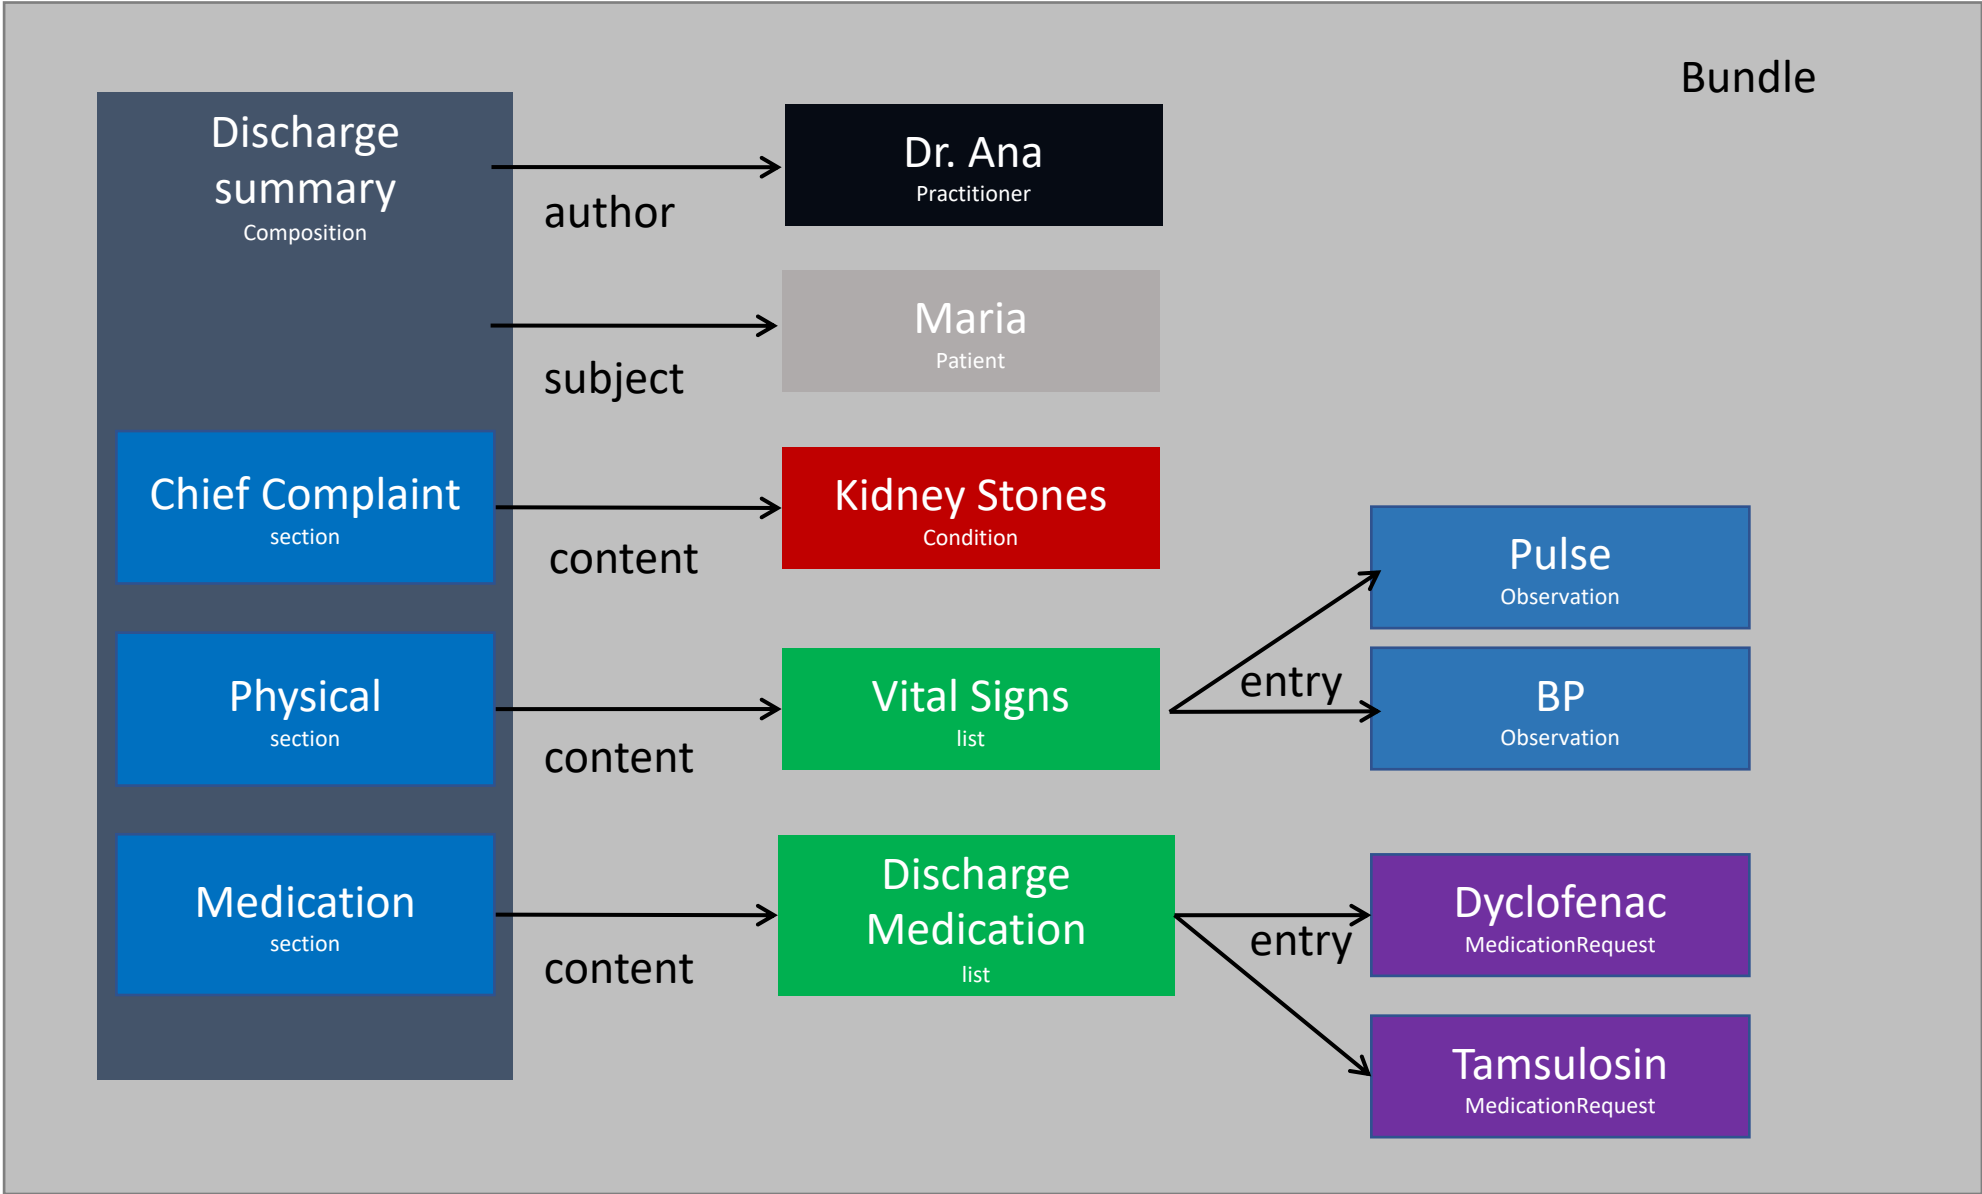 Bundle
Discharge
summary
Composition
author
Dr. Ana
Practitioner
subject
Maria
Patient
Chief Complaint
section
content
Kidney Stones
Condition
Physical
section
content
Vital Signs
list
entry
Pulse
Observation
BP
Observation
Medication
section
content
Discharge
Medication
list
entry
Dyclofenac
MedicationRequest
Tamsulosin
MedicationRequest